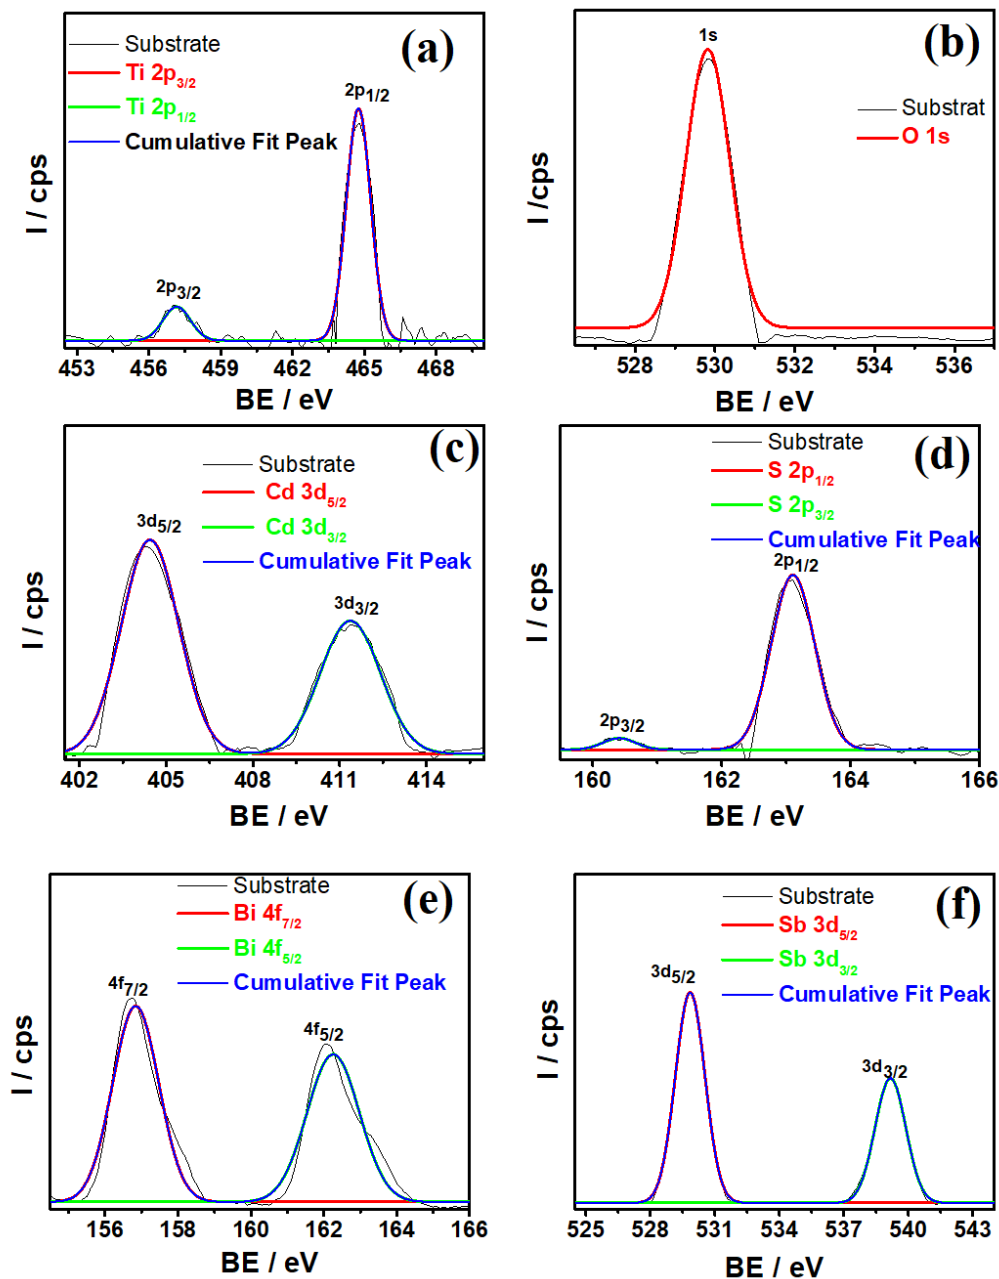 (a)
Substrate
Ti 2p3/2
Ti 2p1/2
Cumulative Fit Peak
2p1/2
2p3/2
I / cps
453 456 459 462 465 468
BE / eV
(b)
1s
Substrat
O 1s
I /cps
528 530 532 534 536
BE / eV
(c)
Substrate
Cd 3d5/2
Cd 3d3/2
Cumulative Fit Peak
3d5/2
3d3/2
I / cps
402 405 408 411 414
BE / eV
(d)
Substrate
S 2p1/2
S 2p3/2
Cumulative Fit Peak
2p1/2
2p3/2
I / cps
160 162 164 166
BE / eV
(e)
Substrate
Bi 4f7/2
Bi 4f5/2
Cumulative Fit Peak
4f7/2
4f5/2
I / cps
156 158 160 162 164 166
BE / eV
(f)
Substrate
Sb 3d5/2
Sb 3d3/2
Cumulative Fit Peak
3d5/2
3d3/2
I / cps
525 528 531 534 537 540 543
BE / eV